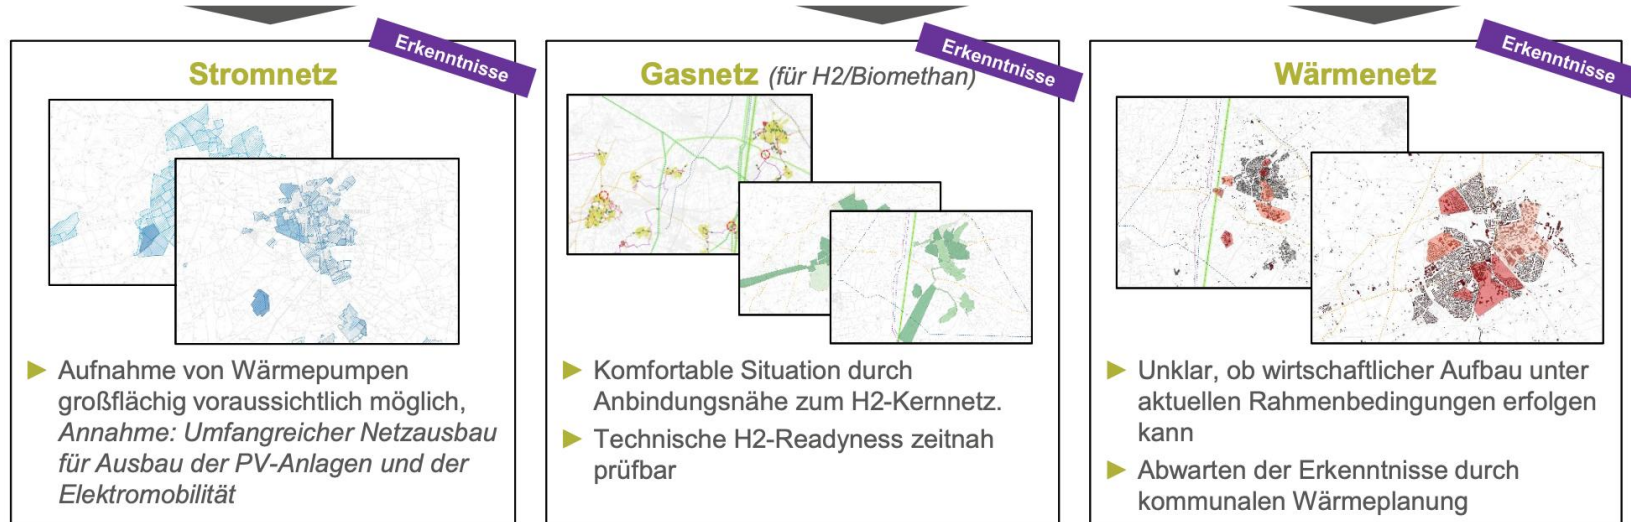 Erkenntnisse
Stromnetz
Aufnahme von Wärmepumpen
großflächig voraussichtlich möglich,
Annahme: Umfangreicher Netzausbau
für Ausbau der PV-Anlagen und der
Elektromobilität
Erkenntnisse
Gasnetz (für H2/Biomethan)
Komfortable Situation durch
Anbindungsnähe zum H2-Kernnetz.
Technische H2-Readyness zeitnah
prüfbar
Erkenntnisse
Wärmenetz
Unklar, ob wirtschaftlicher Aufbau unter
aktuellen Rahmenbedingungen erfolgen
kann
Abwarten der Erkenntnisse durch
kommunalen Wärmeplanung